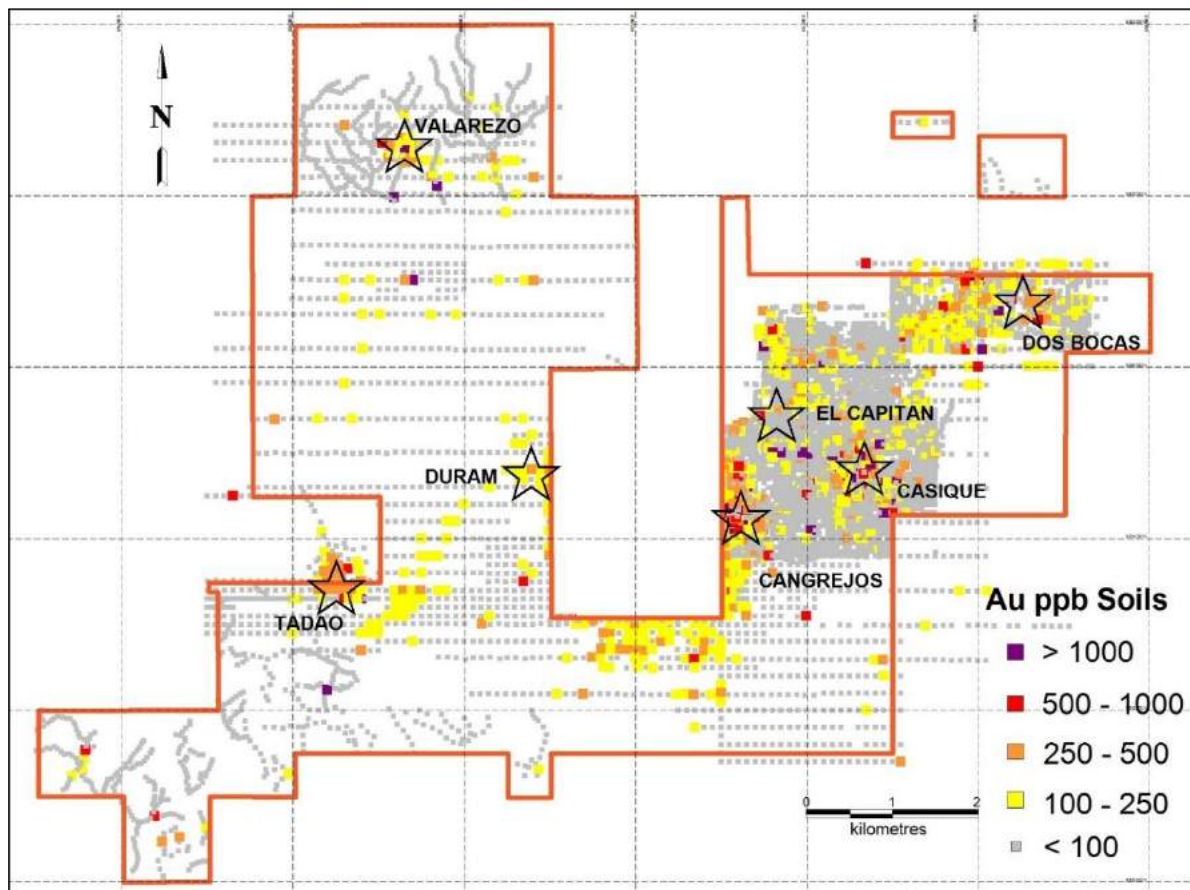 N
VALAREZO
DOS BOCAS
EL CAPITAN
DURAM
CASIQUE
CANGREJOS
TADAO
Au ppb Soils
> 1000
500 - 1000
250 - 500
100 - 250
< 100
0 1 2
kilometres